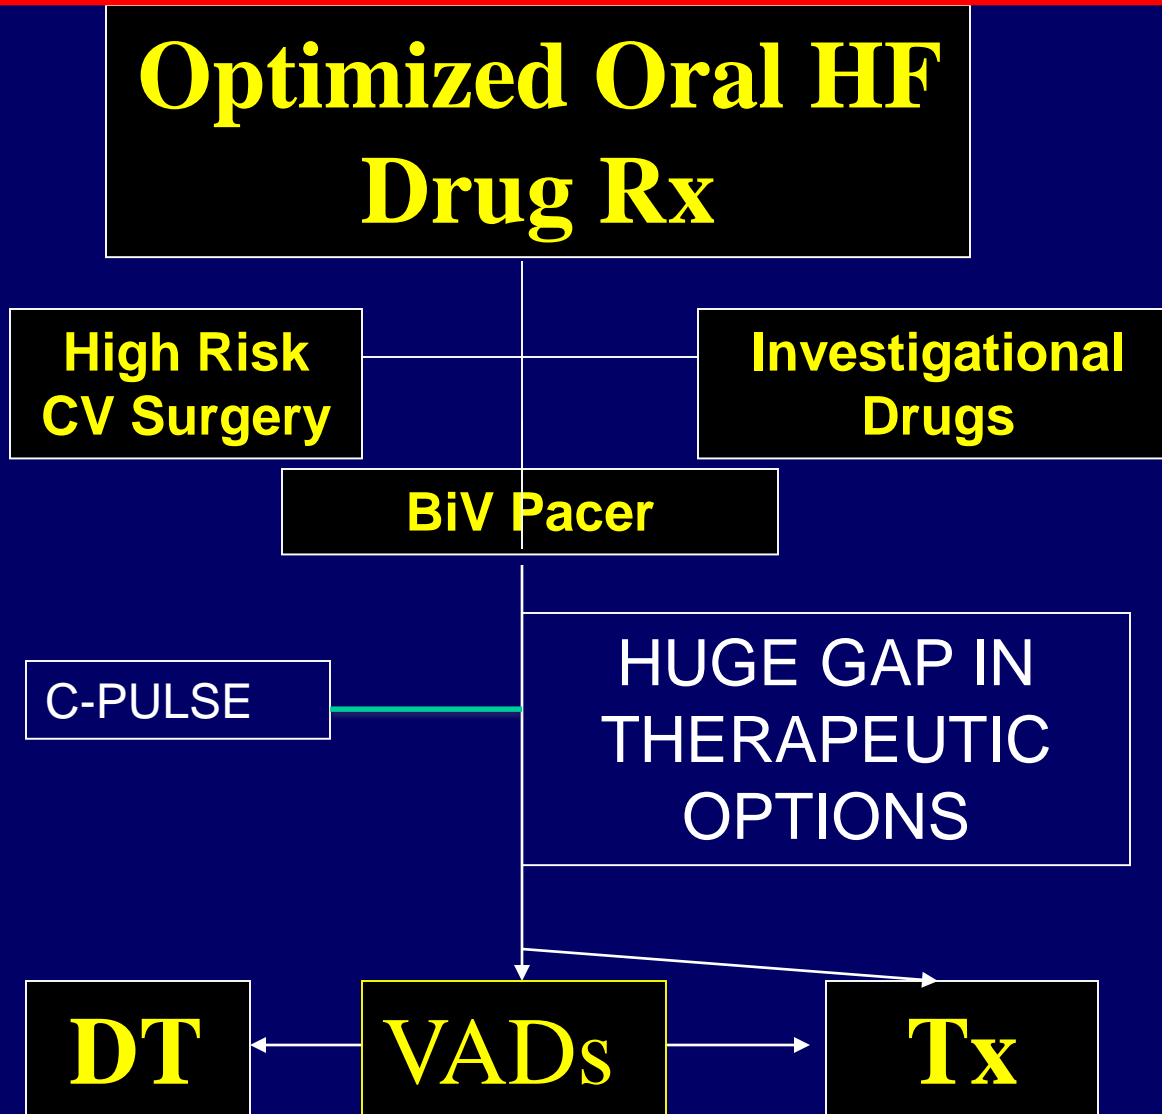 Optimized Oral HF
Drug Rx
High Risk
CV Surgery
Investigational
Drugs
BiV Pacer
C-PULSE
HUGE GAP IN
THERAPEUTIC
OPTIONS
DT
VADs
Tx